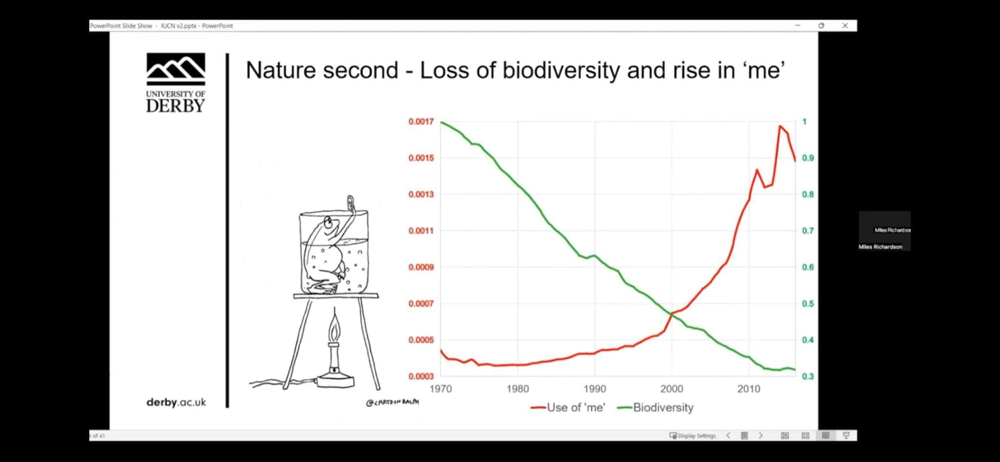 PowerPoint Slide Show - IUCN v2.pptx - PowerPoint
UNIVERSITY OF
DERBY
Nature second - Loss of biodiversity and rise in ‘me’
0.0017
0.0015
0.0013
0.0011
0.0009
0.0007
0.0005
0.0003
1
0.9
0.8
0.7
0.6
0.5
0.4
0.3
1970 1980 1990 2000 2010
Use of 'me' Biodiversity
@CARTOON RALPH
derby.ac.uk
Miles Richardso
Miles Richardson
of 41
Display Settings